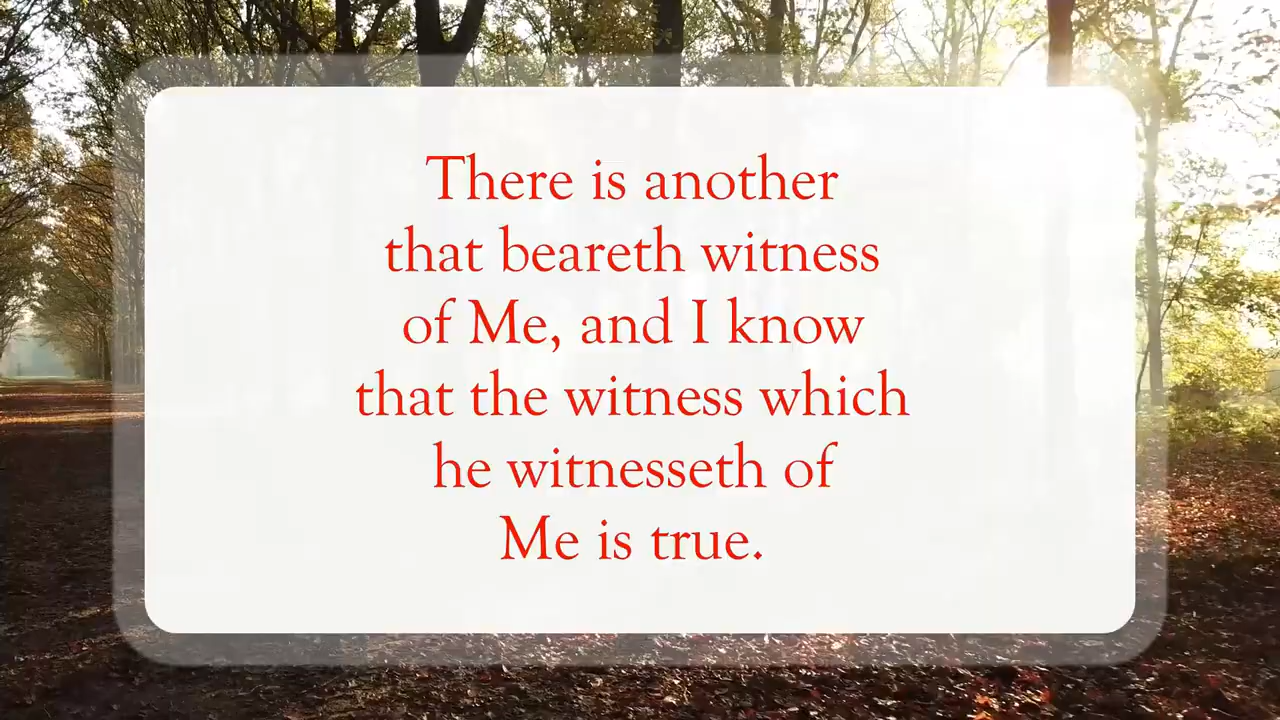 There is another
that beareth witness
of Me, and I know
that the witness which
he witnesseth of
Me is true.